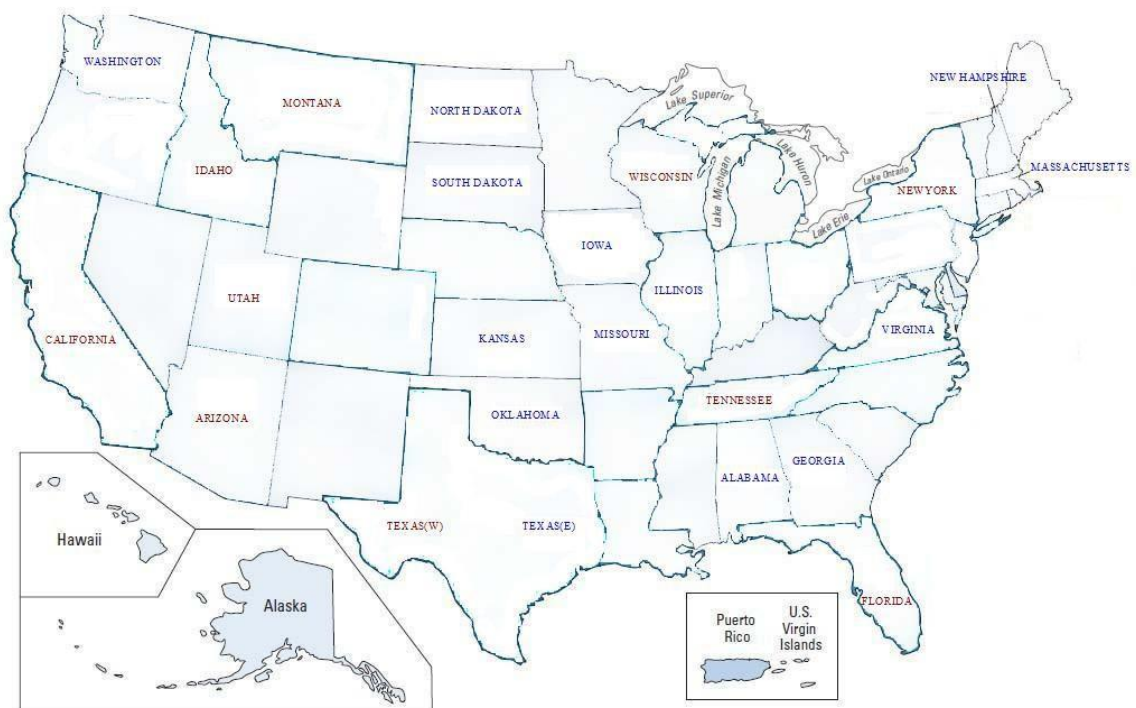 WASHINGTON
MONTANA
NORTH DAKOTA
NEW HAMPSHIRE
Lake Superior
IDAHO
SOUTH DAKOTA
WISCONSIN
Lake Michigan
Lake Huron
Lake Ontario
MASSACHUSETTS
NEWYORK
Lake Erie
IOWA
UTAH
ILLINOIS
CALIFORNIA
KANSAS
MISSOURI
VIRGINIA
ARIZONA
OKLAHOMA
TENNESSEE
ALABAMA
GEORGIA
TEXAS(W)
TEXAS(E)
FLORIDA
Hawaii
Alaska
Puerto
Rico
U.S.
Virgin
Islands